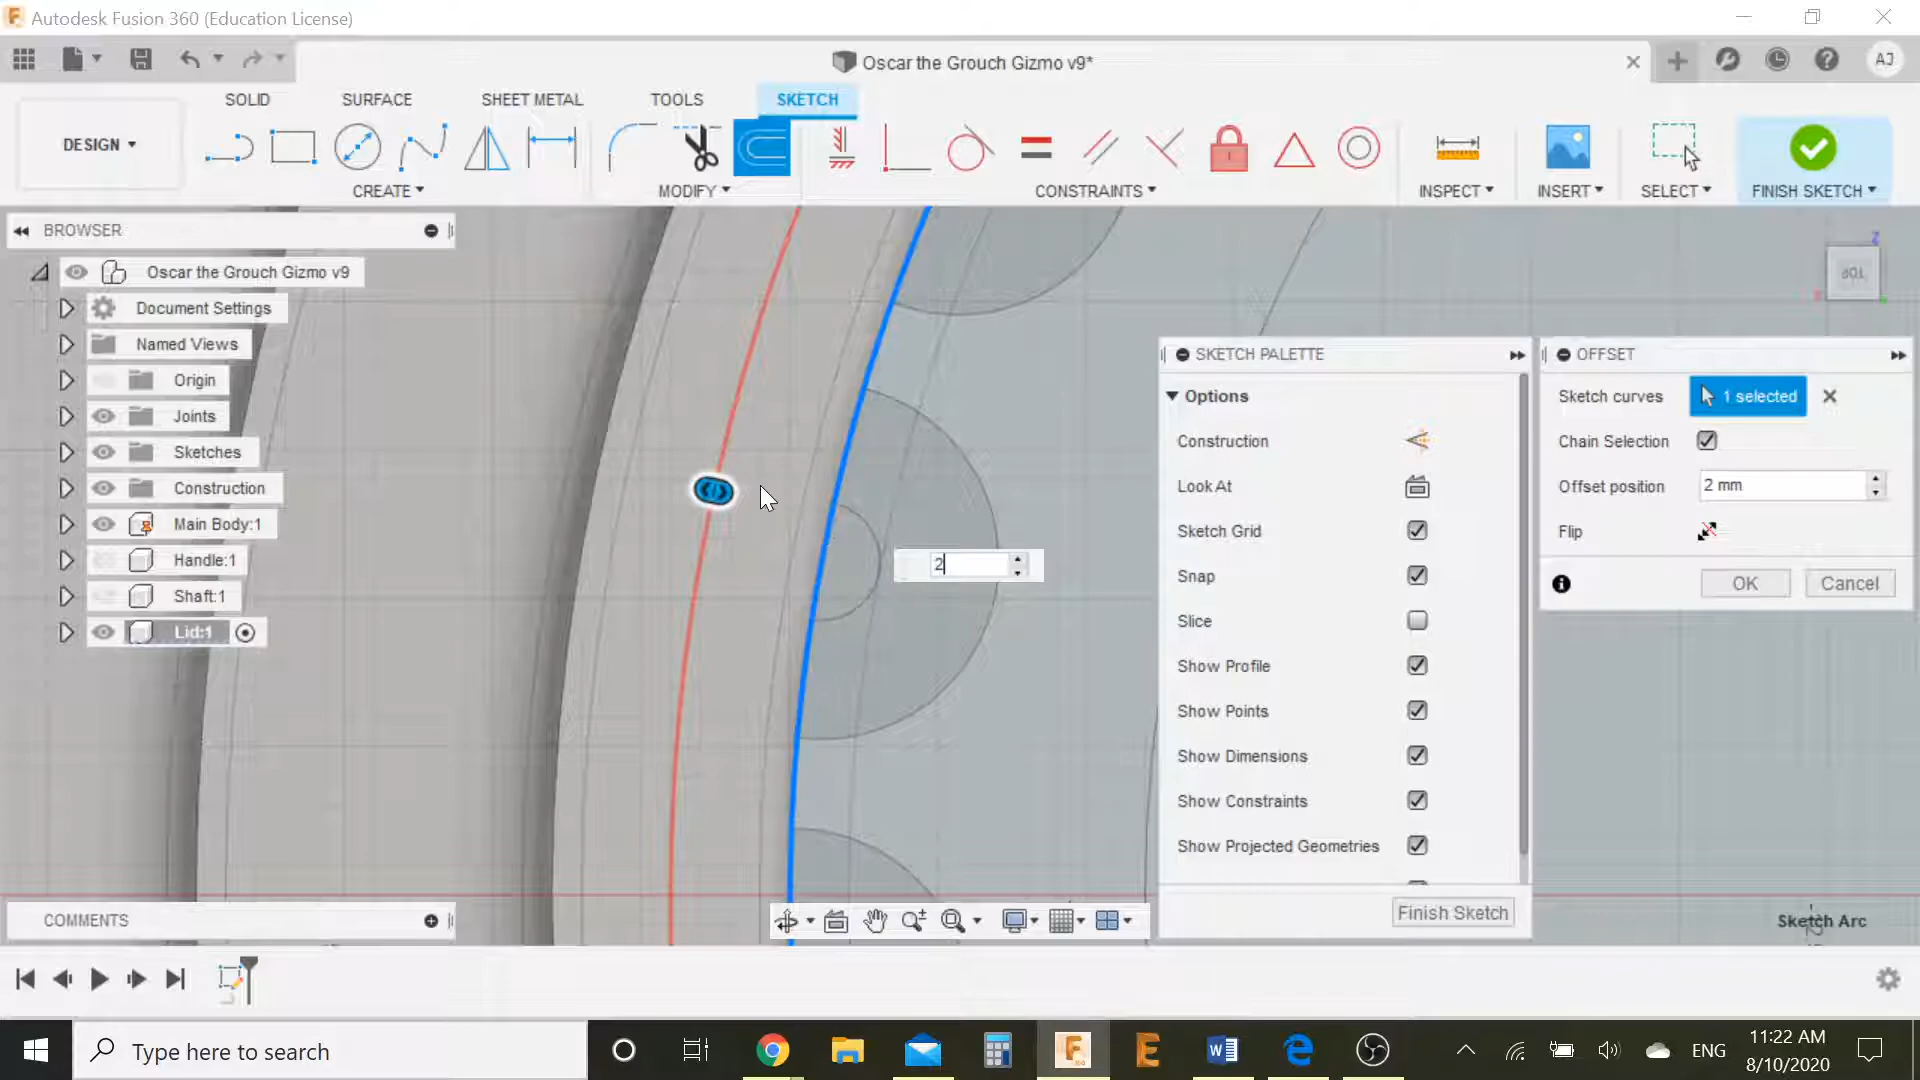 Autodesk Fusion 360 (Education License)
Oscar the Grouch Gizmo v9*
AJ
SOLID
SURFACE
SHEET METAL
TOOLS
SKETCH
DESIGN
CREATE
MODIFY
CONSTRAINTS
INSPECT
INSERT
SELECT
FINISH SKETCH
BROWSER
Oscar the Grouch Gizmo v9
Document Settings
Named Views
Origin
Joints
Sketches
Construction
Main Body:1
Handle:1
Shaft:1
Lid:1
Z
TOP
2
SKETCH PALETTE
Options
Construction
Look At
Sketch Grid
Snap
Slice
Show Profile
Show Points
Show Dimensions
Show Constraints
Show Projected Geometries
Finish Sketch
OFFSET
Sketch curves
1 selected
Chain Selection
Offset position
2 mm
Flip
OK
Cancel
COMMENTS
Sketch Arc
Type here to search
ENG
11:22 AM
8/10/2020